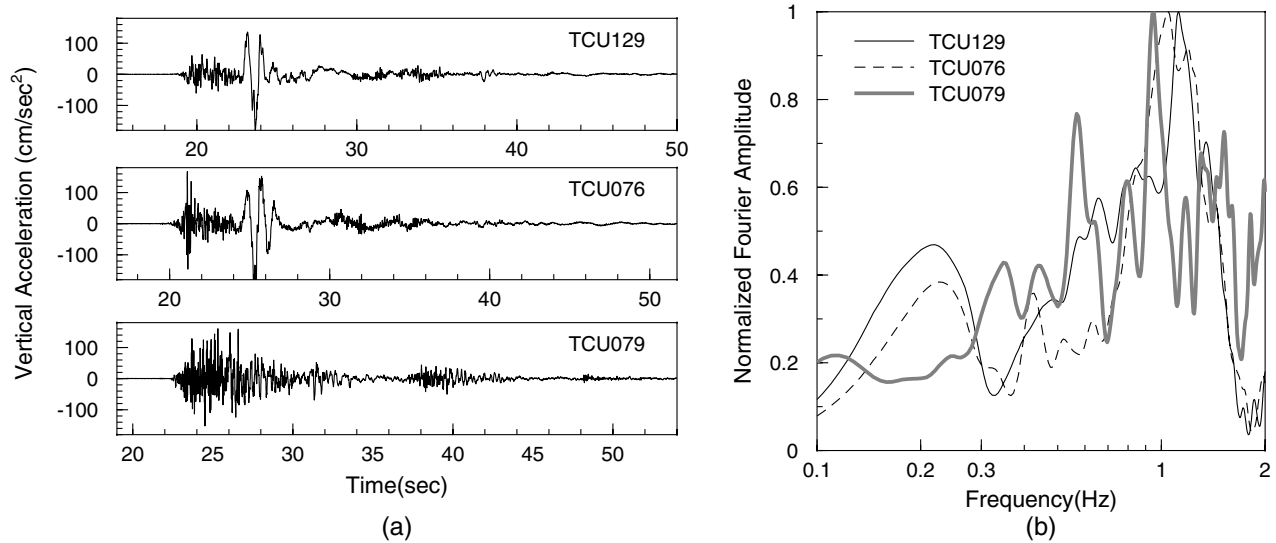 Vertical Acceleration (cm/sec²)
100
0
-100
TCU129
20
30
40
50
100
0
-100
TCU076
20
30
40
50
100
0
-100
TCU079
20
25
30
35
40
45
50
Time(sec)
(a)
Normalized Fourier Amplitude
1
0.8
0.6
0.4
0.2
0
TCU129
TCU076
TCU079
0.1
0.2
0.3
1
2
Frequency(Hz)
(b)